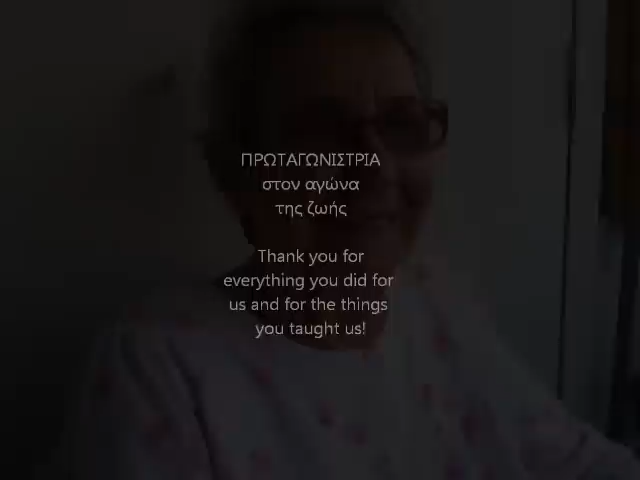 ΠΡΩΤΑΓΩΝΙΣΤΡΙΑ
στον αγώνα
της ζωής
Thank you for
everything you did for
us and for the things
you taught us!